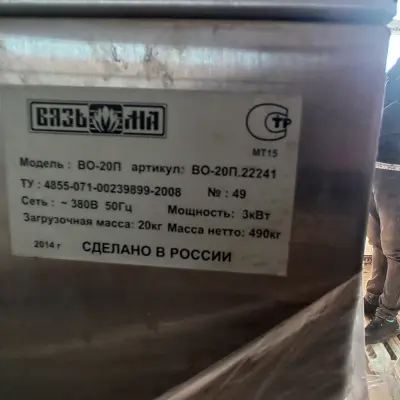 ВЯЗЬМА
СТР
МТ15
Модель : ВО-20П артикул: ВО-20П.22241
ТУ : 4855-071-00239899-2008 № : 49
Сеть : ~ 380В 50Гц Мощность: 3кВт
Загрузочная масса: 20кг Масса нетто: 490кг
2014 г СДЕЛАНО В РОССИИ